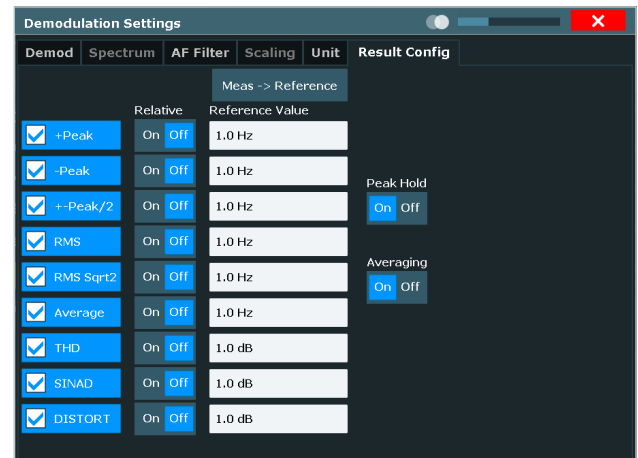 Demodulation Settings
Demod Spectrum AF Filter Scaling Unit Result Config
Meas -> Reference
Relative Reference Value
+Peak On Off 1.0 Hz
-Peak On Off 1.0 Hz
Peak Hold
+-Peak/2 On Off 1.0 Hz On Off
RMS On Off 1.0 Hz
Averaging
RMS Sqrt2 On Off 1.0 Hz On Off
Average On Off 1.0 Hz
THD On Off 1.0 dB
SINAD On Off 1.0 dB
DISTORT On Off 1.0 dB